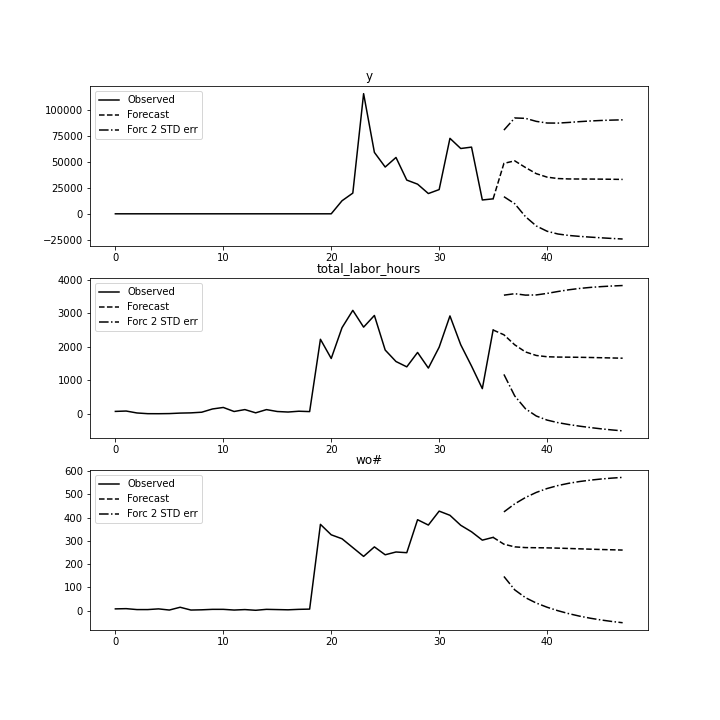 y
Observed
Forecast
Forc 2 STD err
100000
75000
50000
25000
0
−25000
0 10 20 30 40
total_labor_hours
Observed
Forecast
Forc 2 STD err
4000
3000
2000
1000
0
0 10 20 30 40
wo#
Observed
Forecast
Forc 2 STD err
600
500
400
300
200
100
0
0 10 20 30 40